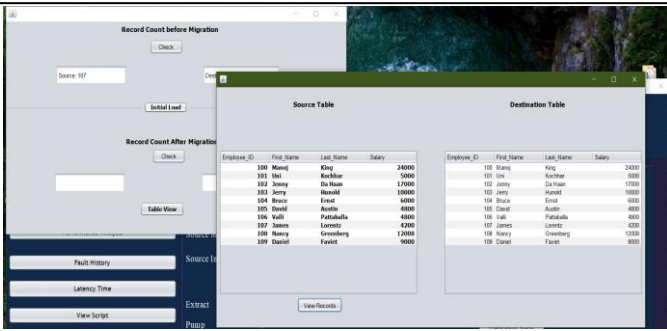 Record Count before Migration
Check
Source: 107
Dest
Initial Load
Record Count After Migration
Check
Table View
Fault History
Latency Time
View Script
Extract
Pump
Source Table
Employee_ID First_Name Last_Name Salary
100 Manoj King 24000
101 Uni Kochhar 5000
102 Jenny Da Haan 17000
103 Jerry Hunold 10000
104 Bruce Ernst 6000
105 David Austin 4800
106 Valli Pattaballa 4800
107 James Lorentz 4200
108 Nancy Greenberg 12008
109 Daniel Faviet 9000
View Records
Destination Table
Employee_ID First_Name Last_Name Salary
100 Manoj King 24000
101 Uni Kochhar 5000
102 Jenny Da Haan 17000
103 Jerry Hunold 10000
104 Bruce Ernst 6000
105 David Austin 4800
106 Valli Pattaballa 4800
107 James Lorentz 4200
108 Nancy Greenberg 12008
109 Daniel Faviet 9000